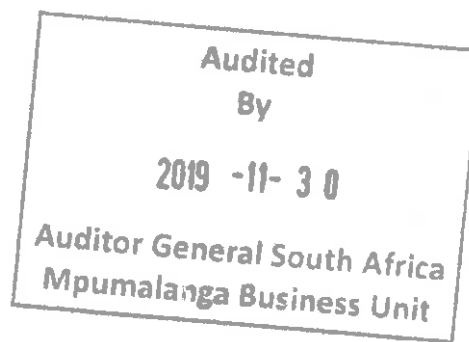 Audited
By
2019 -11- 30
Auditor General South Africa
Mpumalanga Business Unit